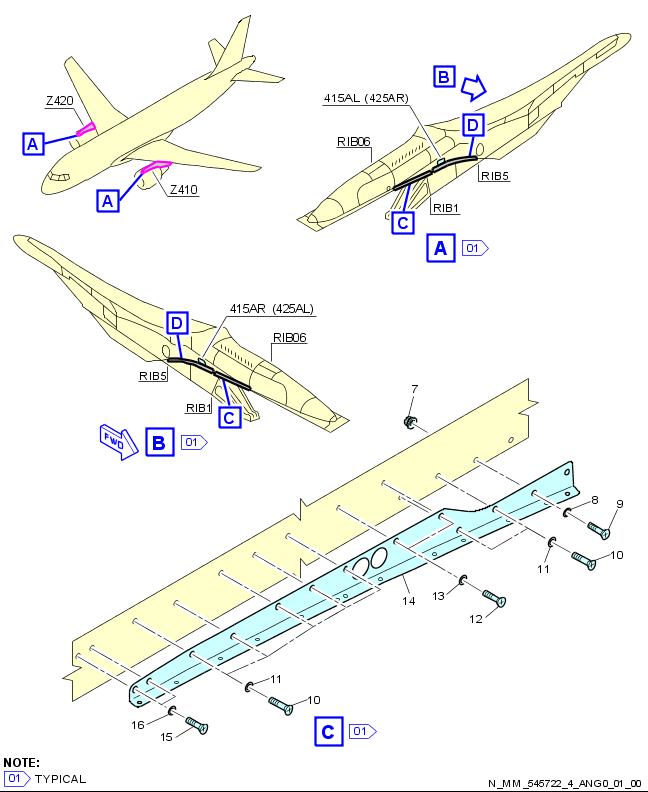 Z420
A
A
Z410
B
415AL (425AR)
D
RIB06
RIB5
RIB1
C
A 01
415AR (425AL)
D
RIB06
RIB5
RIB1
C
FWD
B 01
7
8
9
11
10
14
13
12
11
10
16
15
C 01
NOTE:
01 TYPICAL
N_MM_545722_4_ANG0_01_00